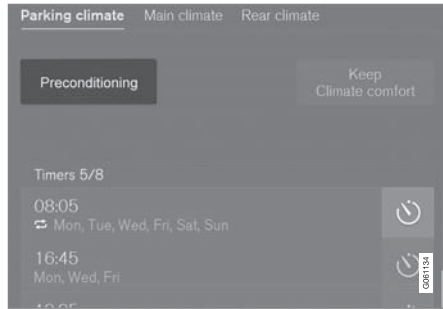 Parking climate Main climate Rear climate
Preconditioning
Keep
Climate comfort
Timers 5/8
08:05
Mon, Tue, Wed, Fri, Sat, Sun
16:45
Mon, Wed, Fri
G061134